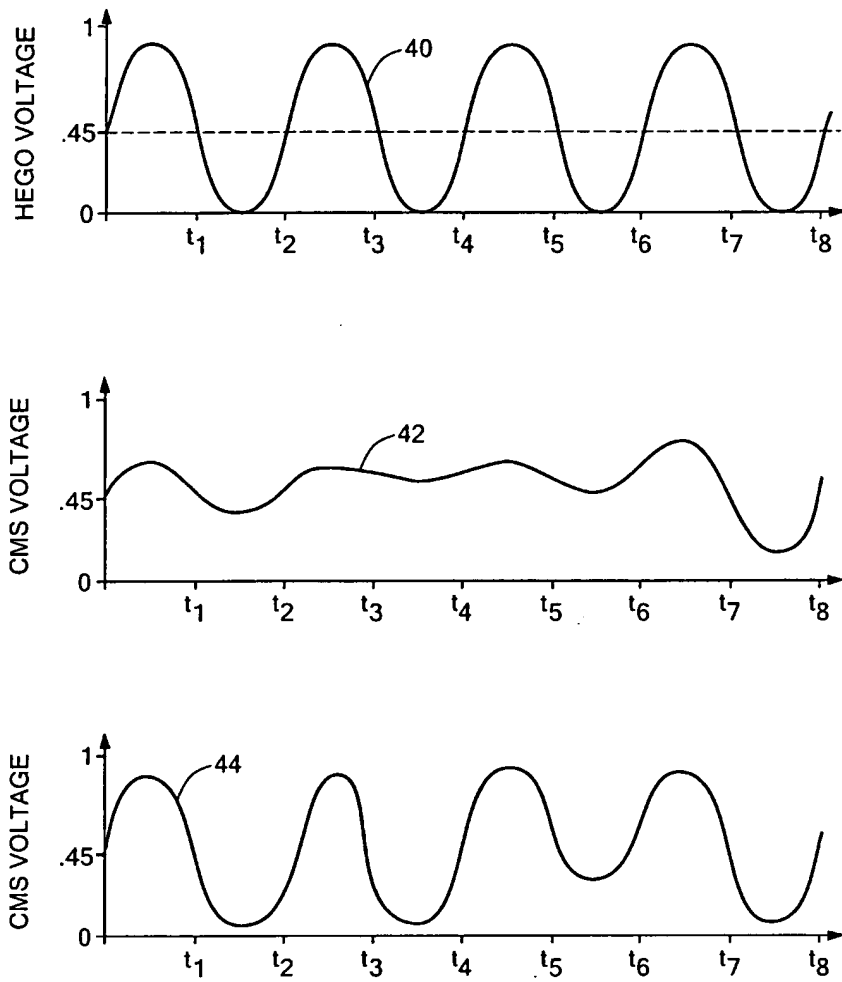 HEGO VOLTAGE
1
.45
0
40
t1 t2 t3 t4 t5 t6 t7 t8
CMS VOLTAGE
1
.45
0
42
t1 t2 t3 t4 t5 t6 t7 t8
CMS VOLTAGE
1
.45
0
44
t1 t2 t3 t4 t5 t6 t7 t8